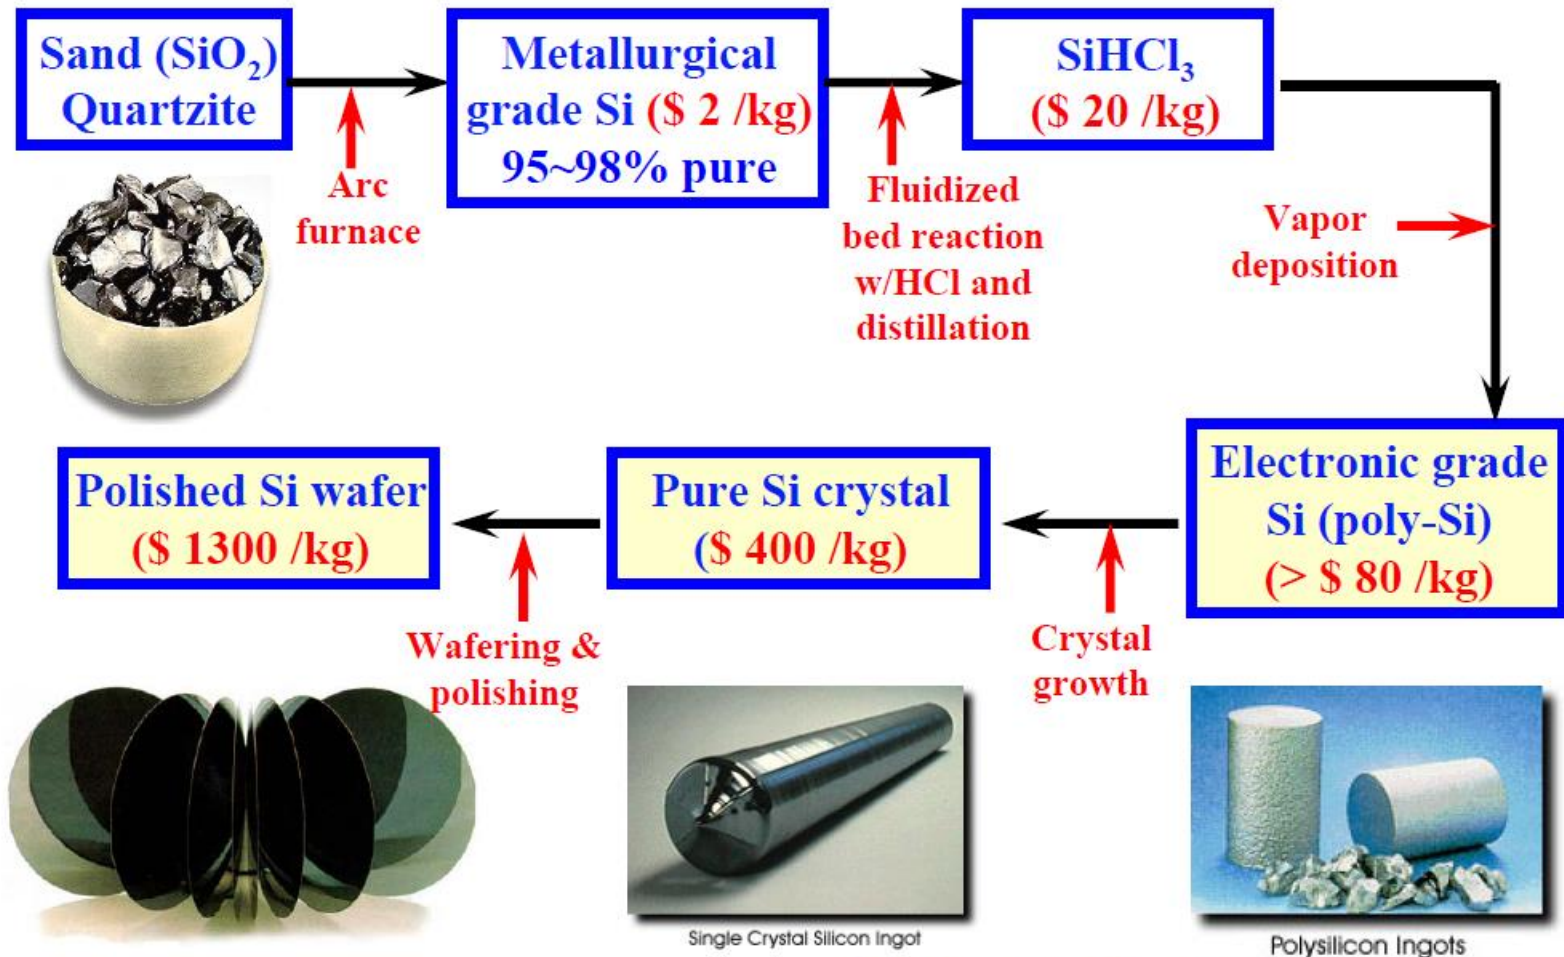 Sand (SiO₂)
Quartzite
Arc
furnace
Metallurgical
grade Si ($ 2 /kg)
95~98% pure
Fluidized
bed reaction
w/HCl and
distillation
SiHCl₃
($ 20 /kg)
Vapor
deposition
Electronic grade
Si (poly-Si)
(> $ 80 /kg)
Crystal
growth
Pure Si crystal
($ 400 /kg)
Wafering &
polishing
Polished Si wafer
($ 1300 /kg)
Single Crystal Silicon Ingot
Polysilicon Ingots